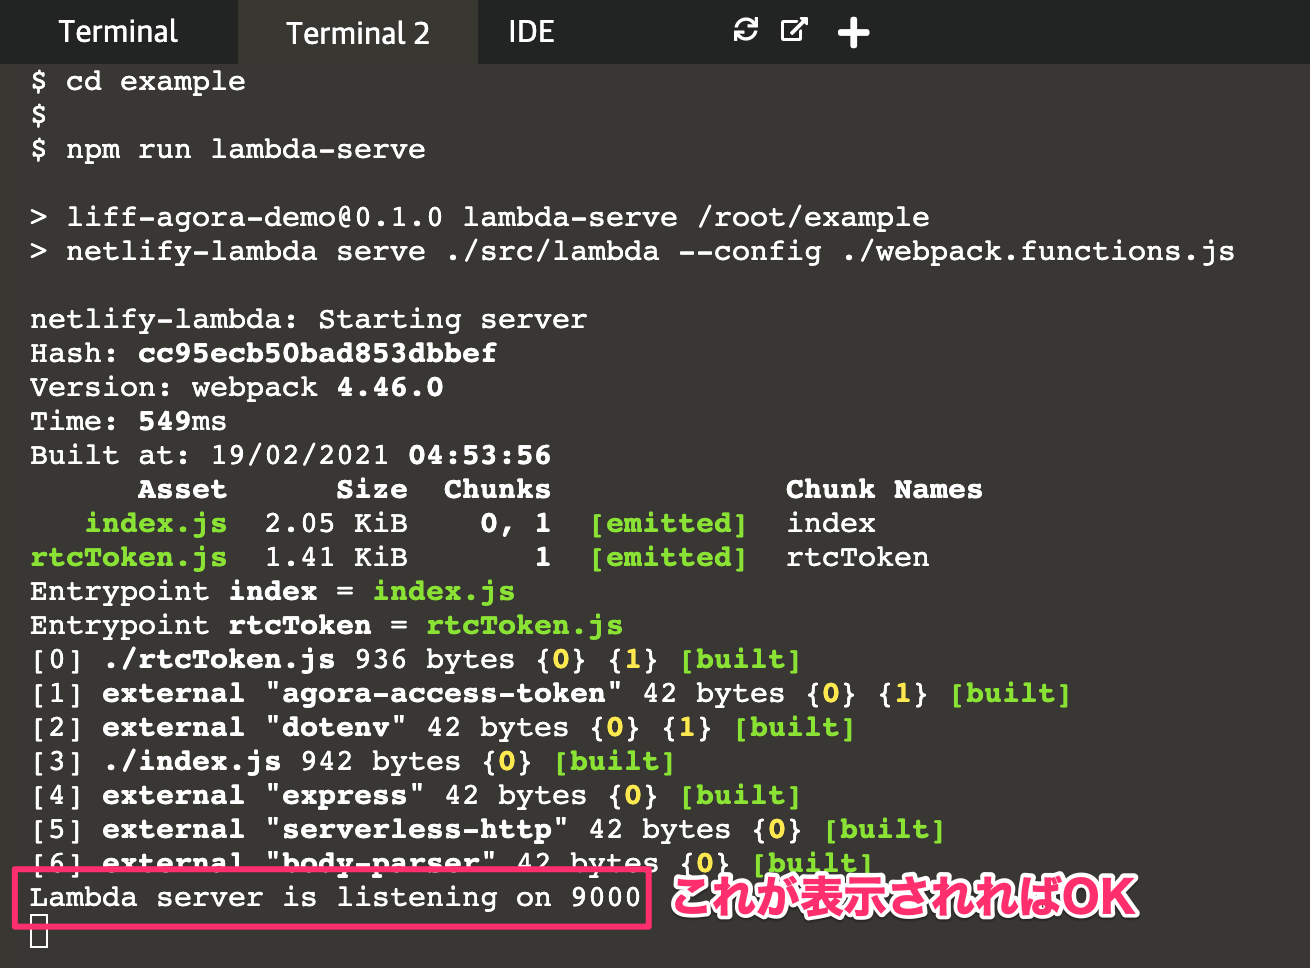 Terminal Terminal 2 IDE
$ cd example
$
$ npm run lambda-serve
> liff-agora-demo@0.1.0 lambda-serve /root/example
> netlify-lambda serve ./src/lambda --config ./webpack.functions.js
netlify-lambda: Starting server
Hash: cc95ecb50bad853dbbef
Version: webpack 4.46.0
Time: 549ms
Built at: 19/02/2021 04:53:56
Asset Size Chunks Chunk Names
index.js 2.05 KiB 0, 1 [emitted] index
rtcToken.js 1.41 KiB 1 [emitted] rtcToken
Entrypoint index = index.js
Entrypoint rtcToken = rtcToken.js
[0] ./rtcToken.js 936 bytes {0} {1} [built]
[1] external "agora-access-token" 42 bytes {0} {1} [built]
[2] external "dotenv" 42 bytes {0} {1} [built]
[3] ./index.js 942 bytes {0} [built]
[4] external "express" 42 bytes {0} [built]
[5] external "serverless-http" 42 bytes {0} [built]
[6] external "body-parser" 42 bytes {0} [built]
Lambda server is listening on 9000 これが表示されればOK